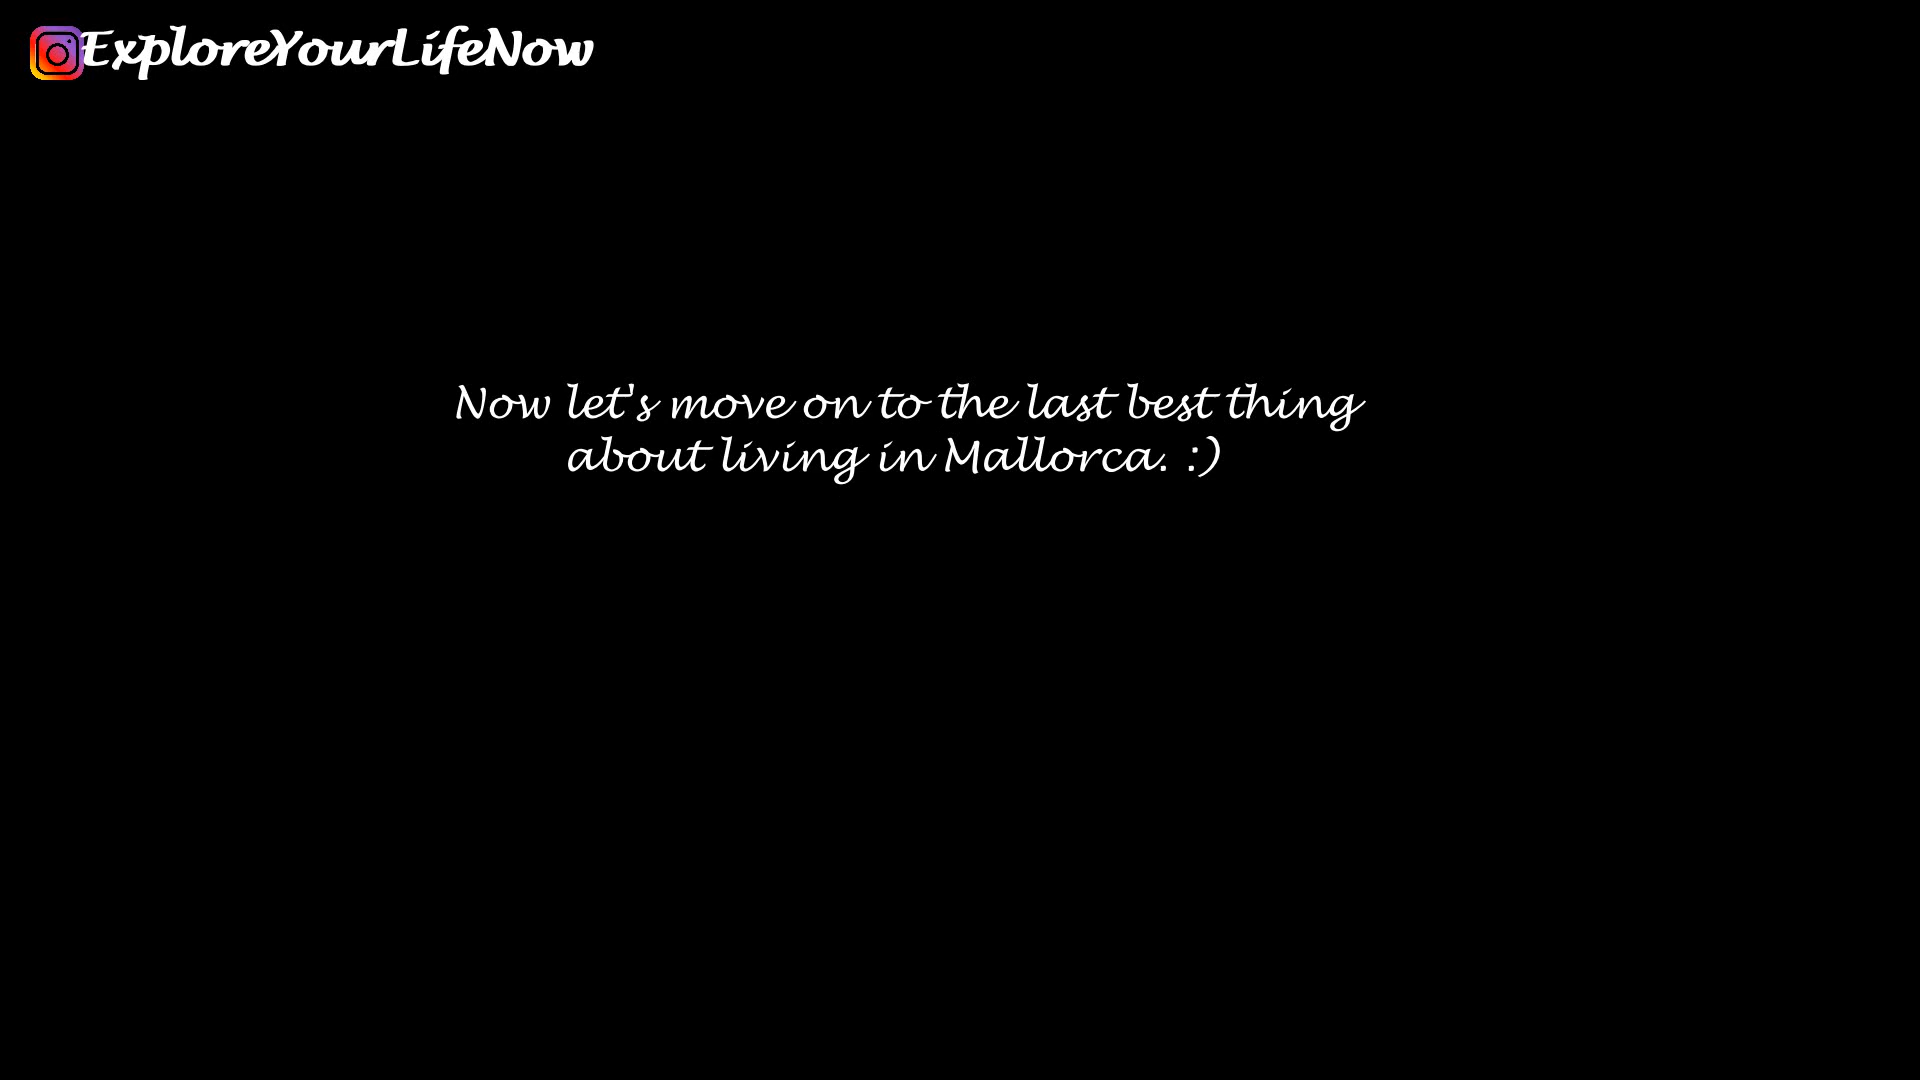 ExploreYourLifeNow
Now let's move on to the last best thing
about living in Mallorca. :)